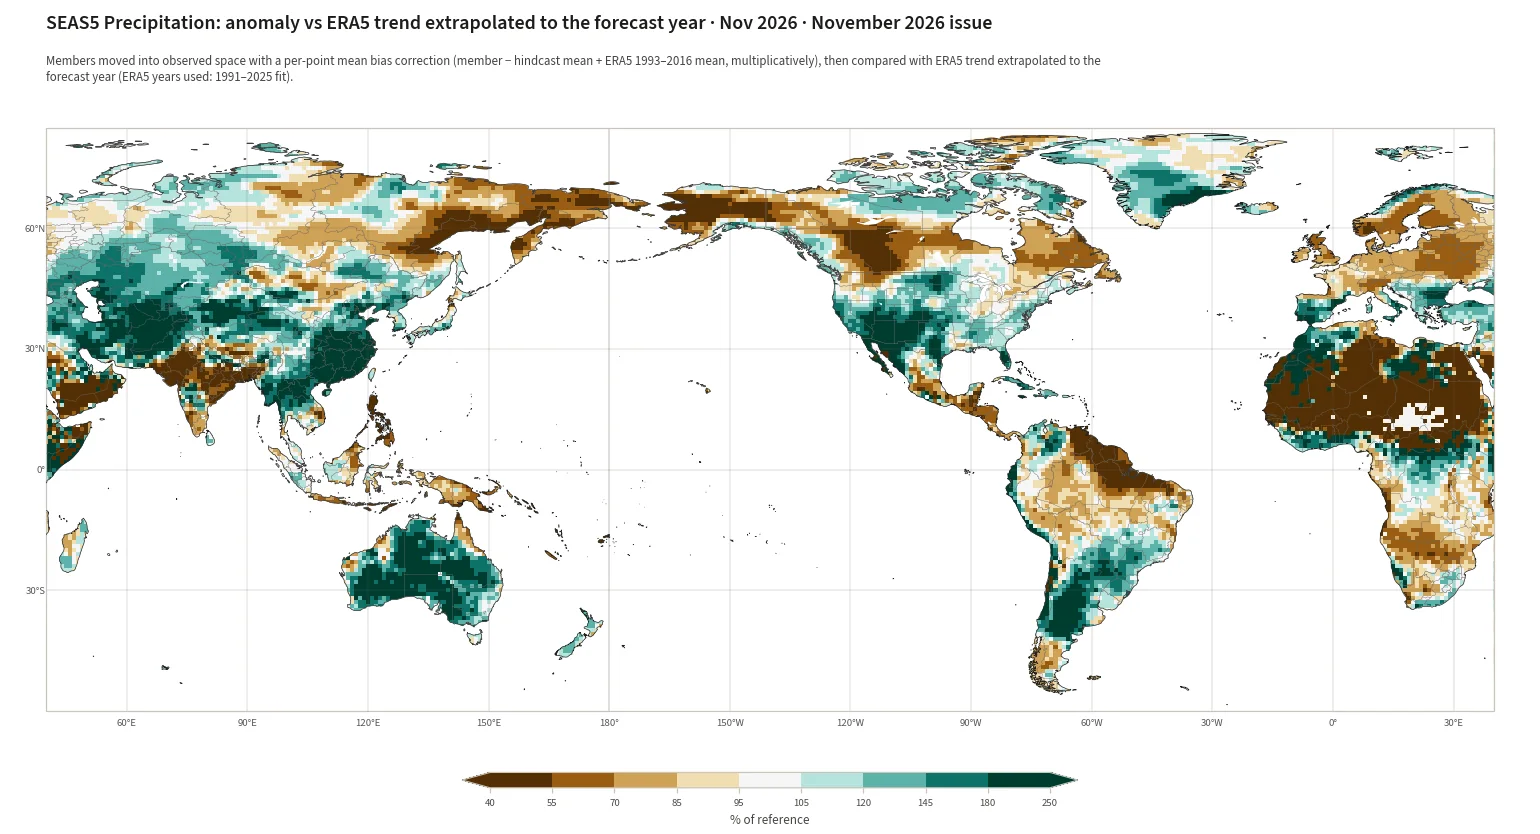 SEAS5 Precipitation: anomaly vs ERA5 trend extrapolated to the forecast year · Nov 2026 · November 2026 issue
Members moved into observed space with a per-point mean bias correction (member − hindcast mean + ERA5 1993–2016 mean, multiplicatively), then compared with ERA5 trend extrapolated to the
forecast year (ERA5 years used: 1991–2025 fit).
60°N
30°N
0°
30°S
60°E 90°E 120°E 150°E 180° 150°W 120°W 90°W 60°W 30°W 0° 30°E
40 55 70 85 95 105 120 145 180 250
% of reference